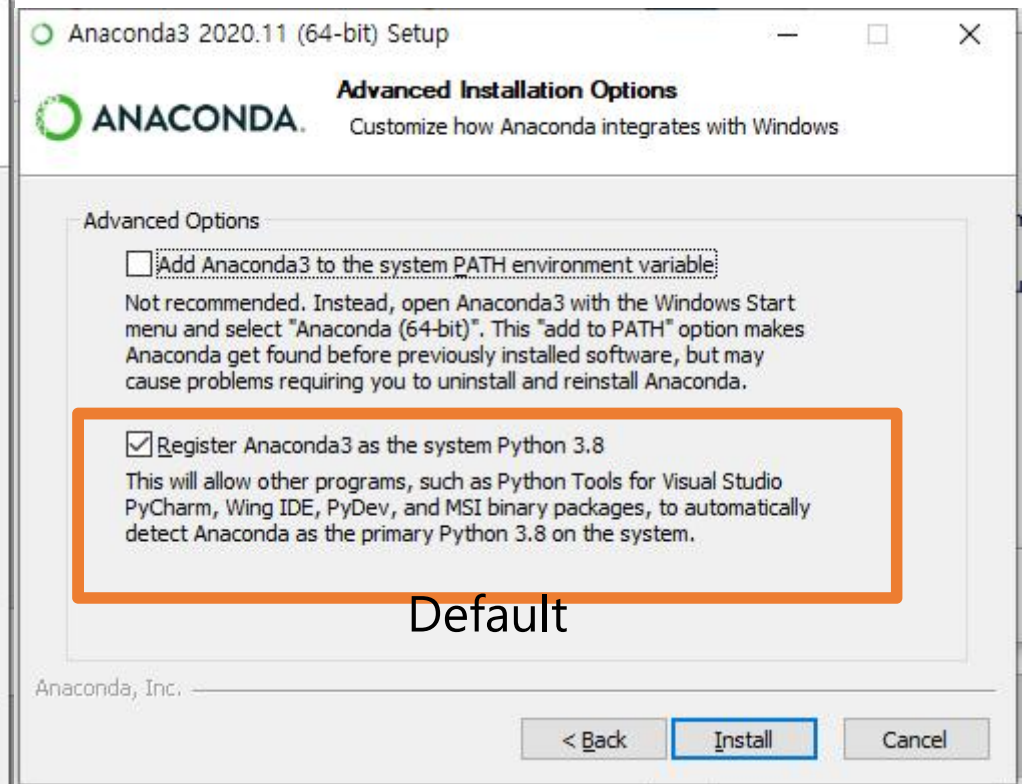 Anaconda3 2020.11 (64-bit) Setup
ANACONDA.
Advanced Installation Options
Customize how Anaconda integrates with Windows
Advanced Options
Add Anaconda3 to the system PATH environment variable
Not recommended. Instead, open Anaconda3 with the Windows Start
menu and select "Anaconda (64-bit)". This "add to PATH" option makes
Anaconda get found before previously installed software, but may
cause problems requiring you to uninstall and reinstall Anaconda.
Register Anaconda3 as the system Python 3.8
This will allow other programs, such as Python Tools for Visual Studio
PyCharm, Wing IDE, PyDev, and MSI binary packages, to automatically
detect Anaconda as the primary Python 3.8 on the system.
Default
Anaconda, Inc.
< Back
Install
Cancel